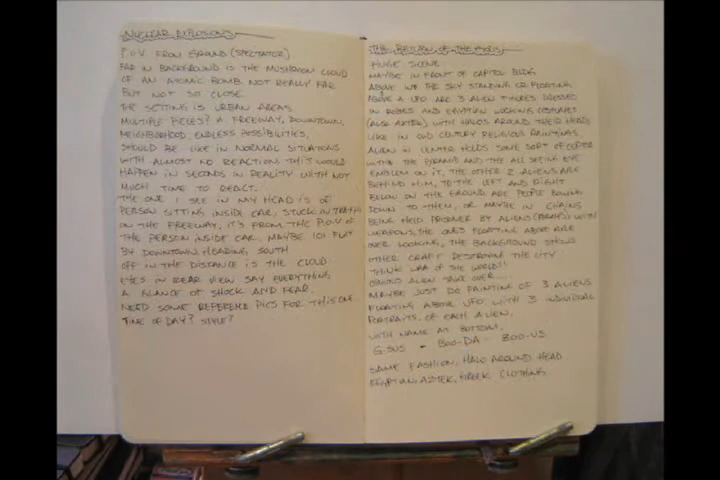 NUCLEAR EXPLOSIONS
P.O.V. FROM GROUND (SPECTATOR)
FAR IN BACKGROUND IS THE MUSHROOM CLOUD
OF AN ATOMIC BOMB NOT REALLY FAR
BUT NOT SO CLOSE.
THE SETTING IS URBAN AREAS.
MULTIPLE PIECES? A FREEWAY, DOWNTOWN,
NEIGHBORHOOD, ENDLESS POSSIBILITIES,
SHOULD BE LIKE IN NORMAL SITUATIONS
WITH ALMOST NO REACTION THIS WOULD
HAPPEN IN SECONDS IN REALITY WITH NOT
MUCH TIME TO REACT.
THE ONE I SEE IN MY HEAD IS OF
PERSON SITTING INSIDE CAR, STUCK IN TRAFFIC
ON THE FREEWAY, IT'S FROM THE P.O.V OF
THE PERSON INSIDE CAR. MAYBE 101 FWY
BY DOWNTOWN, HEADING SOUTH
OFF IN THE DISTANCE IS THE CLOUD
EYES IN REAR VIEW SAY EVERYTHING
A GLANCE OF SHOCK AND FEAR.
NEED SOME REFERENCE PICS FOR THIS ONE
TIME OF DAY? STYLE?
THE RETURN OF THE GODS
HUGE SCENE
MAYBE IN FRONT OF CAPITOL BLDG
ABOVE IN THE SKY STANDING OR FLOATING
ABOVE A UFO ARE 3 ALIEN FIGURES DRESSED
IN ROBES AND EGYPTIAN LOOKING COSTUMES
(ALSO AZTEK) WITH HALOS AROUND THEIR HEADS
LIKE IN OLD CENTURY RELIGIOUS PAINTINGS.
ALIEN IN CENTER HOLDS SOME SORT OF
WITH THE PYRAMID AND THE ALL SEEING EYE
EMBLEM ON IT, THE OTHER 2 ALIENS ARE
BEHIND HIM, TO THE LEFT AND RIGHT
BELOW ON THE GROUND ARE PEOPLE BOWING
DOWN TO THEM, OR MAYBE IN CHAINS
BEING HELD PRISONER BY ALIENS WITH
WEAPONS, THE ONES FLOATING ABOVE ARE
OVER LOOKING, THE BACKGROUND SHOWS
OTHER CRAFT DESTROYING THE CITY
THINK WAR OF THE WORLDS!!
OBVIOUS ALIEN TAKE OVER
MAYBE JUST DO PAINTING OF 3 ALIENS
FLOATING ABOVE UFO WITH 3 INDIVIDUAL
PORTRAITS OF EACH ALIEN.
WITH NAME AT BOTTOM.
G-SUS - BOO-DA - BOO-US
SAME FASHION, HALO AROUND HEAD
EGYPTIAN, AZTEK, GREEK CLOTHING